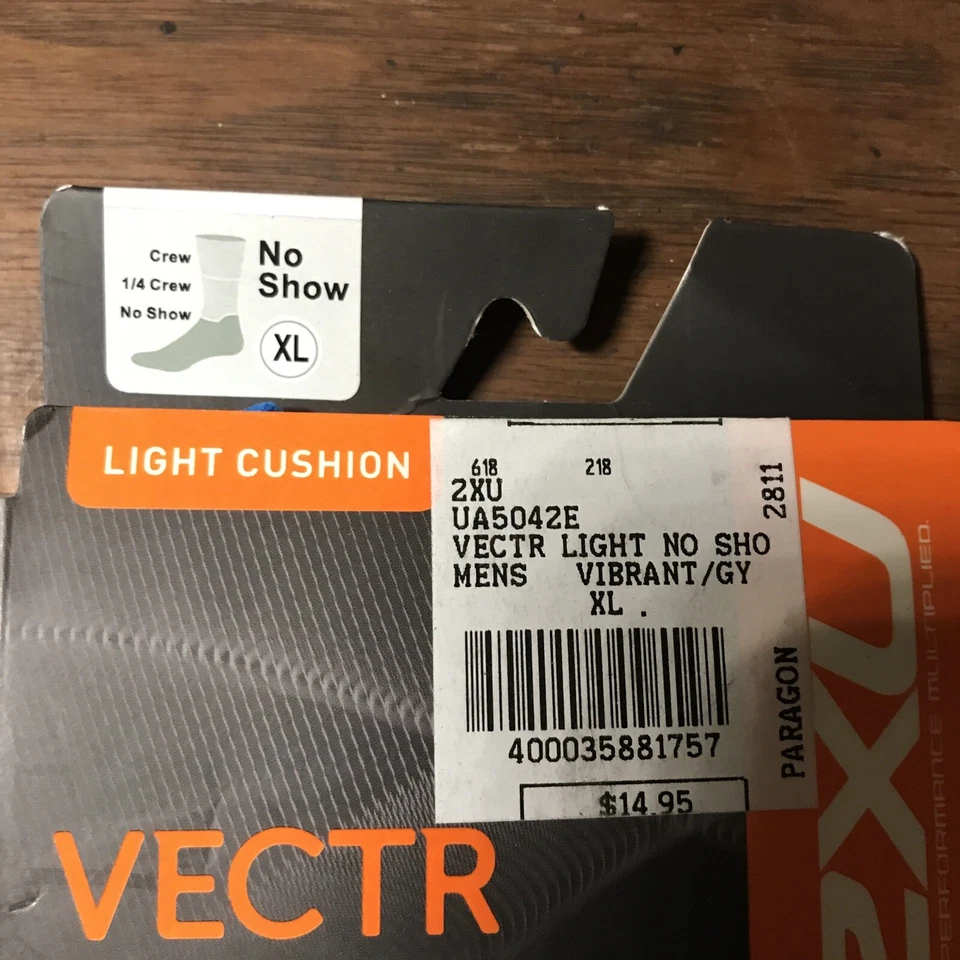 Crew
1/4 Crew
No Show
No
Show
XL
LIGHT CUSHION
618 218
2XU
UA5042E
VECTR LIGHT NO SHO
MENS VIBRANT/GY
XL .
400035881757
$14.95
2811
PARAGON
VECTR
2XU
PERFORMANCE MULTIPLIED.